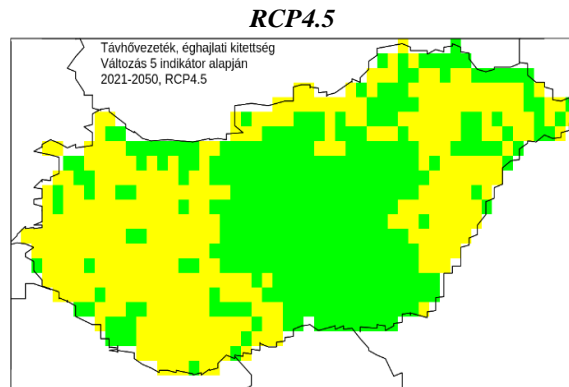 RCP4.5
Távhővezeték, éghajlati kitettség
Változás 5 indikátor alapján
2021-2050, RCP4.5